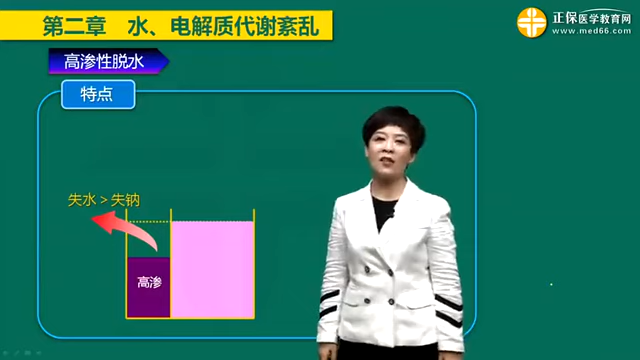 第二章 水、电解质代谢紊乱
正保医学教育网
www.med66.com
高渗性脱水
特点
失水＞失钠
高渗